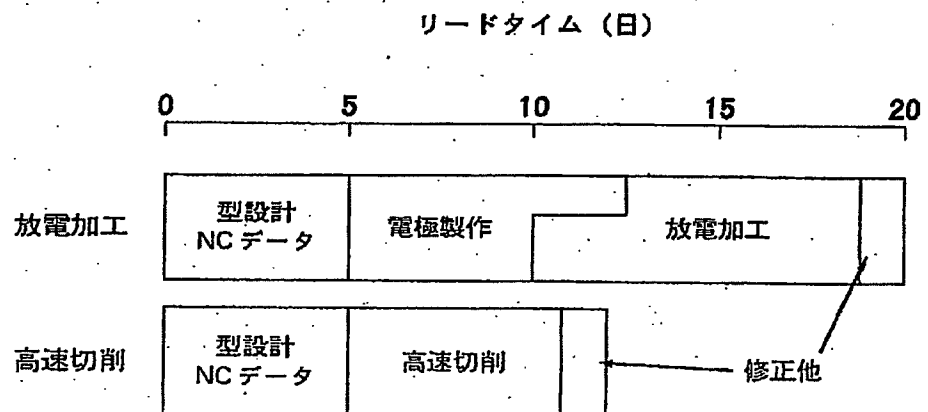 リードタイム（日）
0 5 10 15 20
放電加工
型設計
NCデータ
電極製作
放電加工
高速切削
型設計
NCデータ
高速切削
修正他